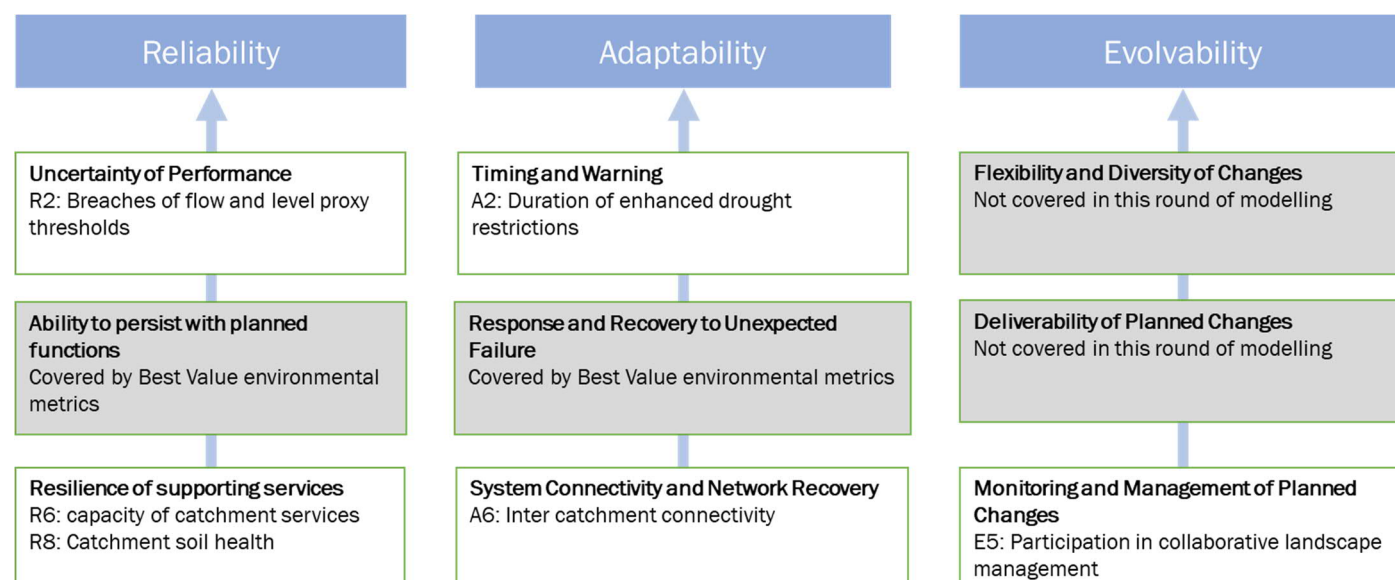 Reliability
Uncertainty of Performance
R2: Breaches of flow and level proxy
thresholds
Ability to persist with planned
functions
Covered by Best Value environmental
metrics
Resilience of supporting services
R6: capacity of catchment services
R8: Catchment soil health
Adaptability
Timing and Warning
A2: Duration of enhanced drought
restrictions
Response and Recovery to Unexpected
Failure
Covered by Best Value environmental metrics
System Connectivity and Network Recovery
A6: Inter catchment connectivity
Evolvability
Flexibility and Diversity of Changes
Not covered in this round of modelling
Deliverability of Planned Changes
Not covered in this round of modelling
Monitoring and Management of Planned
Changes
E5: Participation in collaborative landscape
management